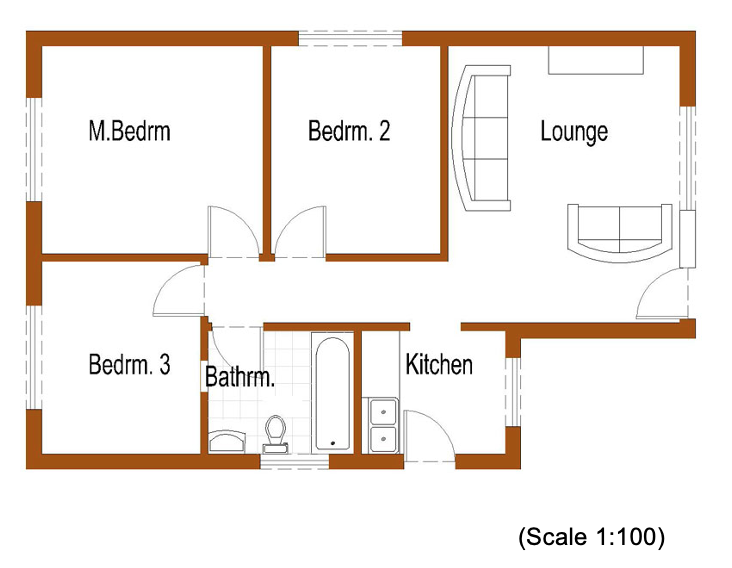 M.Bedrm
Bedrm. 2
Lounge
Bedrm. 3
Bathrm.
Kitchen
(Scale 1:100)